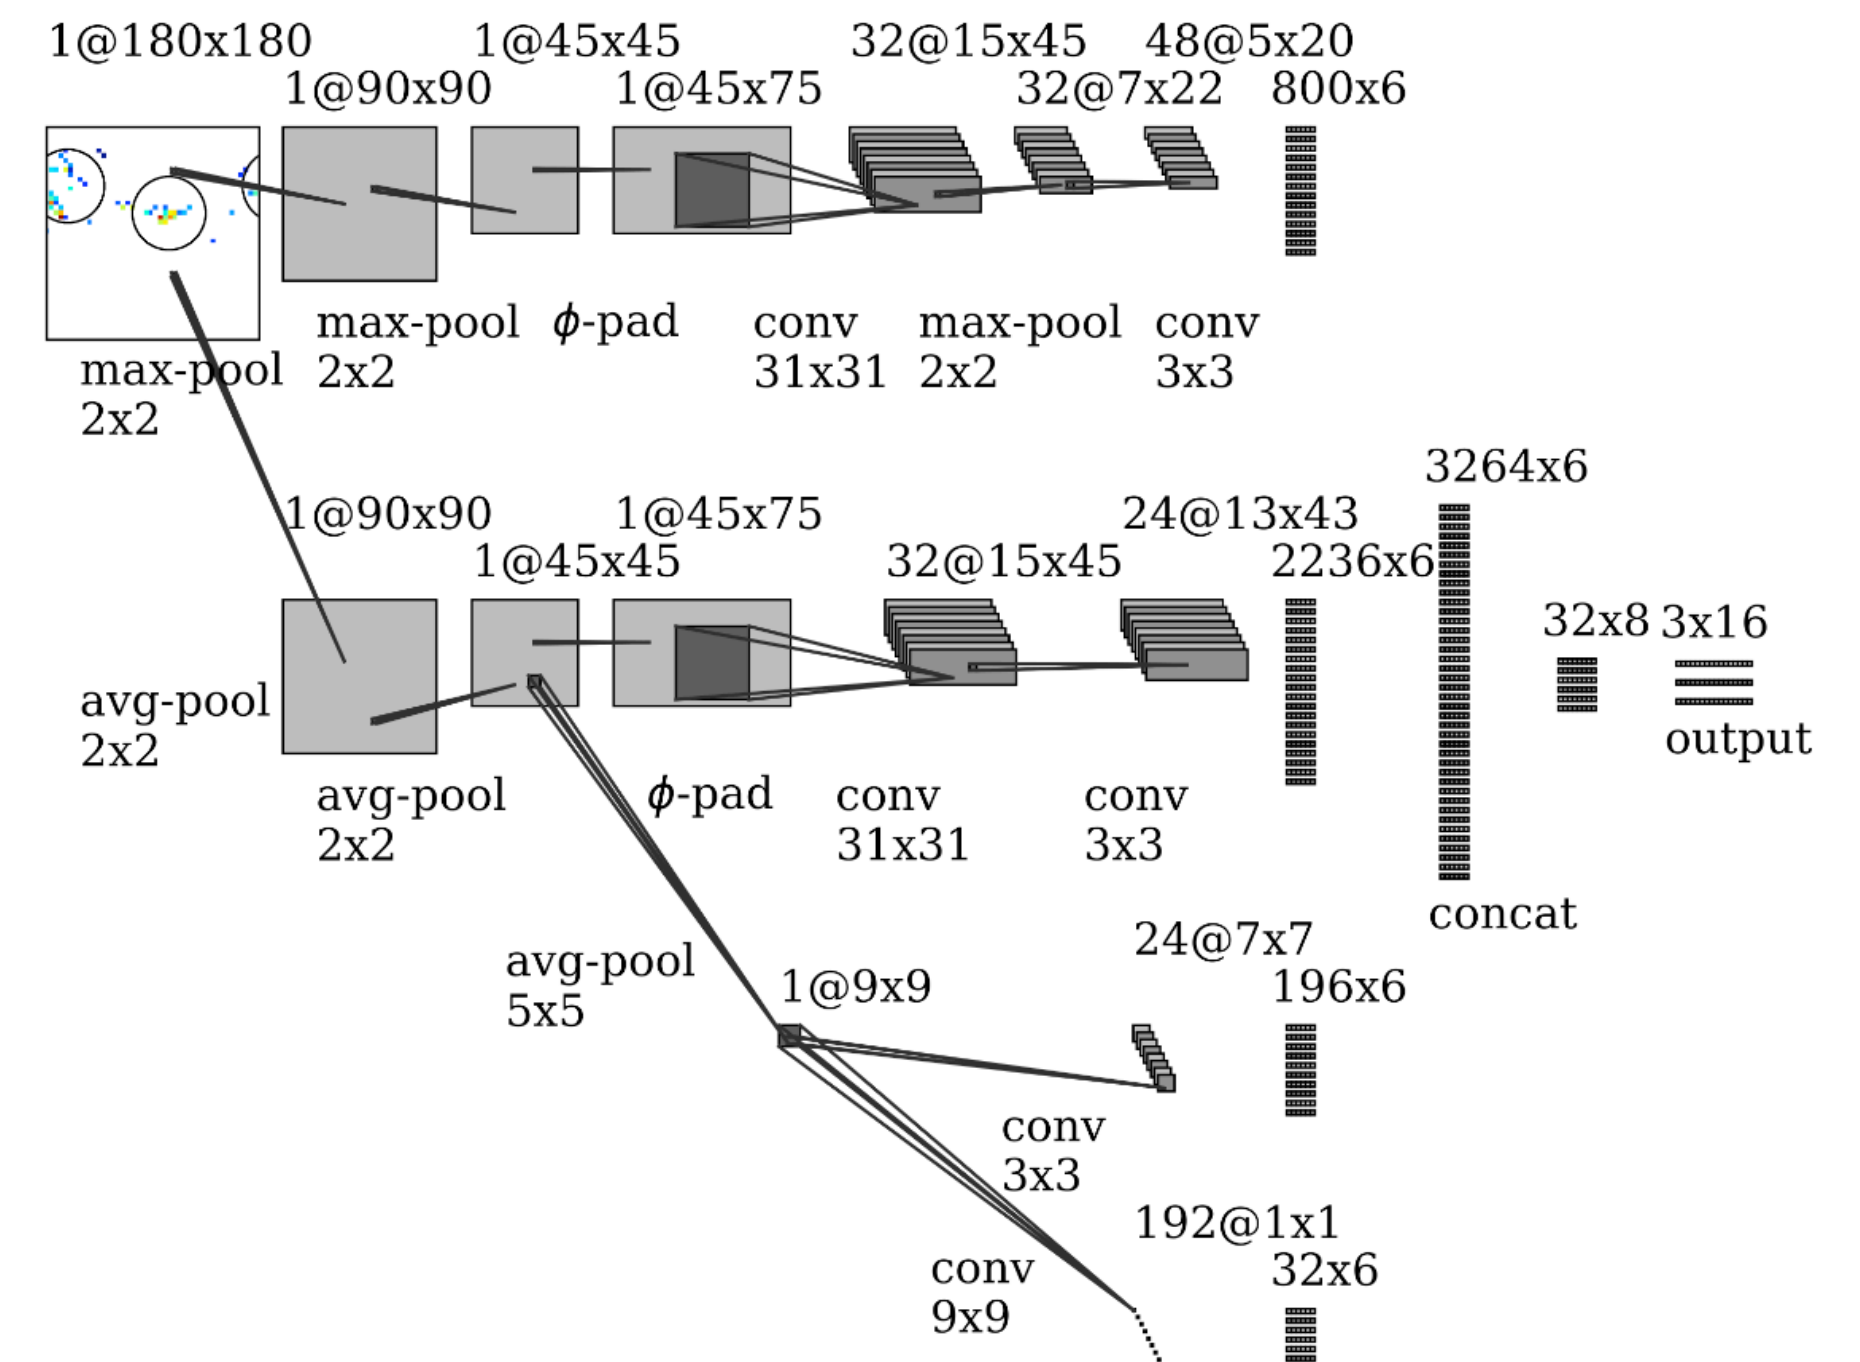 1@180x180
1@45x45
32@15x45
48@5x20
1@90x90
1@45x75
32@7x22
800x6
max-pool
2x2
max-pool
2x2
ϕ-pad
conv
31x31
max-pool
2x2
conv
3x3
3264x6
1@90x90
1@45x75
24@13x43
1@45x45
32@15x45
2236x6
32x8
3x16
output
avg-pool
2x2
avg-pool
2x2
ϕ-pad
conv
31x31
conv
3x3
concat
24@7x7
avg-pool
5x5
1@9x9
196x6
conv
3x3
192@1x1
32x6
conv
9x9